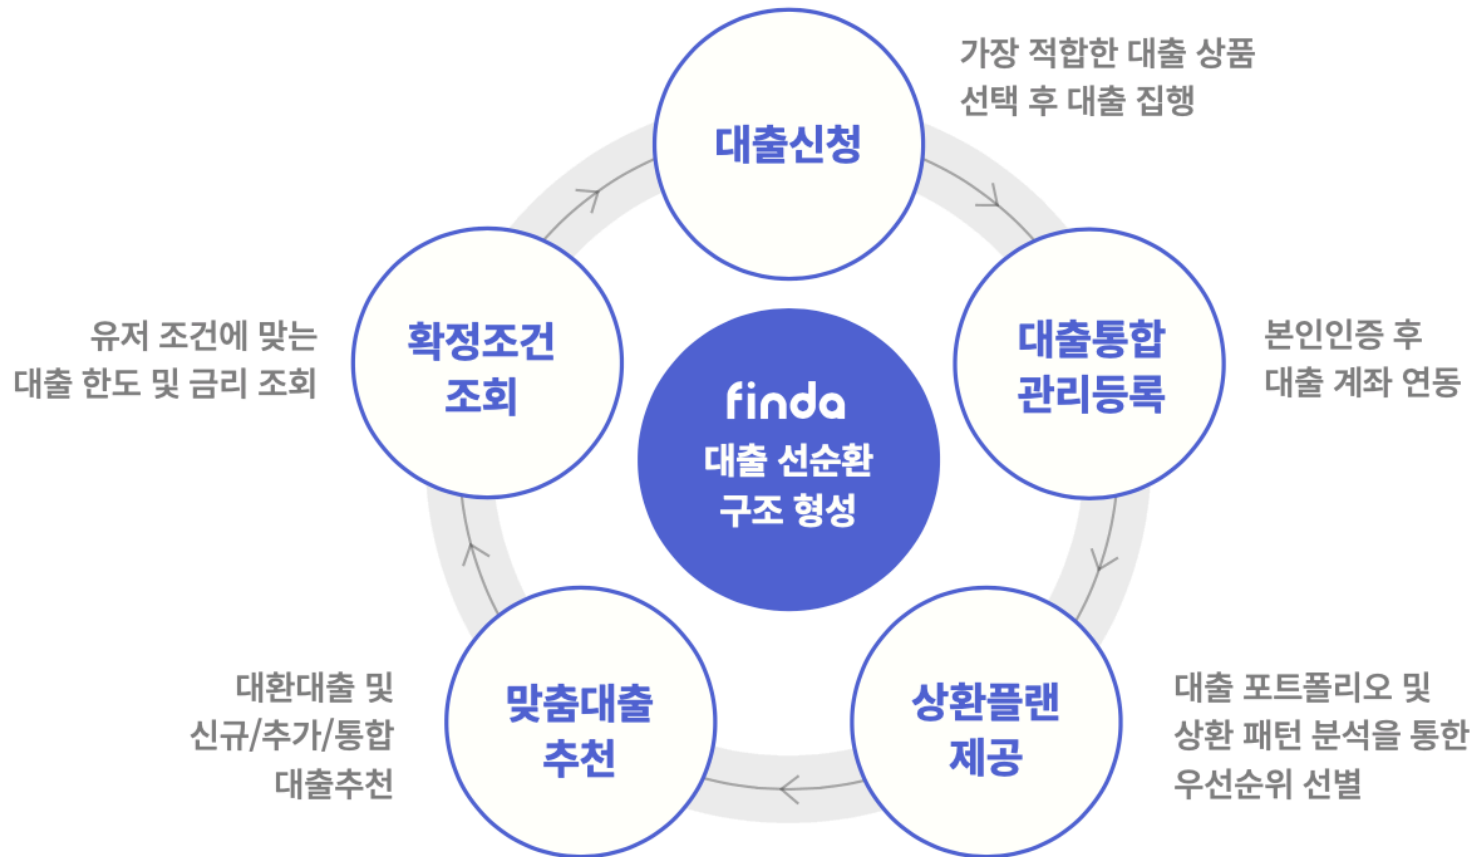 대출신청
가장 적합한 대출 상품
선택 후 대출 집행
대출통합
관리등록
본인인증 후
대출 계좌 연동
상환플랜
제공
대출 포트폴리오 및
상환 패턴 분석을 통한
우선순위 선별
맞춤대출
추천
대환대출 및
신규/추가/통합
대출추천
확정조건
조회
유저 조건에 맞는
대출 한도 및 금리 조회
finda
대출 선순환
구조 형성